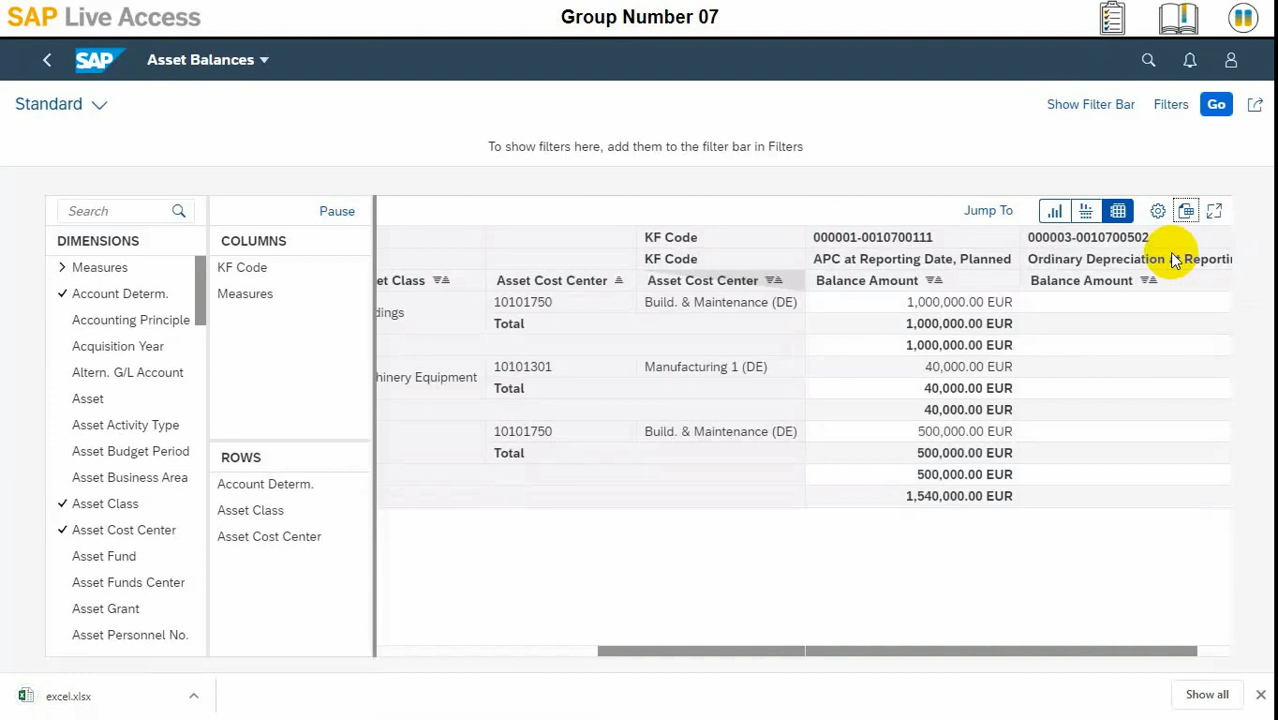 SAP Live Access
Group Number 07
SAP
Asset Balances
Standard
Show Filter Bar
Filters
Go
To show filters here, add them to the filter bar in Filters
Search
Pause
Jump To
DIMENSIONS
Measures
Account Determ.
Accounting Principle
Acquisition Year
Altern. G/L Account
Asset
Asset Activity Type
Asset Budget Period
Asset Business Area
Asset Class
Asset Cost Center
Asset Fund
Asset Funds Center
Asset Grant
Asset Personnel No.
COLUMNS
KF Code
Measures
ROWS
Account Determ.
Asset Class
Asset Cost Center
KF Code 000001-0010700111 000003-0010700502
KF Code APC at Reporting Date, Planned Ordinary Depreciation
et Class Asset Cost Center Asset Cost Center Balance Amount Balance Amount
dings 10101750 Build. & Maintenance (DE) 1,000,000.00 EUR
Total 1,000,000.00 EUR
1,000,000.00 EUR
hinery Equipment 10101301 Manufacturing 1 (DE) 40,000.00 EUR
Total 40,000.00 EUR
40,000.00 EUR
10101750 Build. & Maintenance (DE) 500,000.00 EUR
Total 500,000.00 EUR
500,000.00 EUR
1,540,000.00 EUR
excel.xlsx
Show all